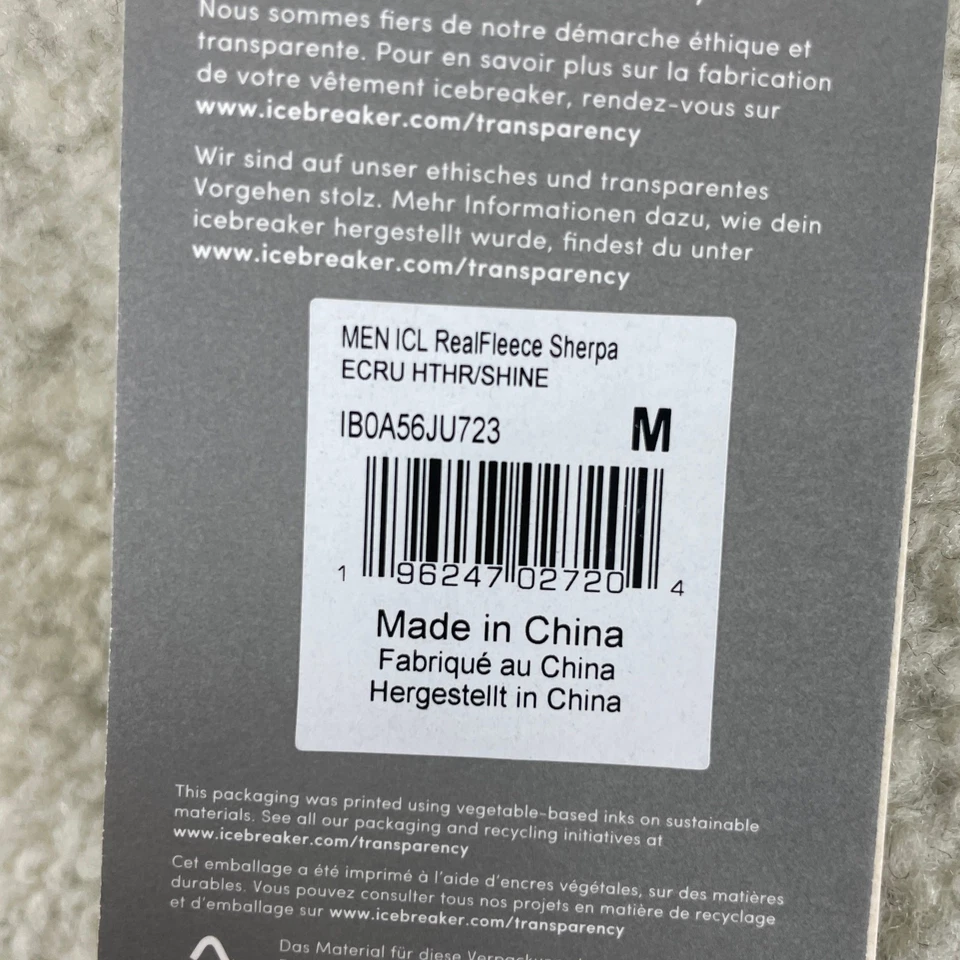 Nous sommes fiers de notre démarche éthique et
transparente. Pour en savoir plus sur la fabrication
de votre vêtement icebreaker, rendez-vous sur
www.icebreaker.com/transparency
Wir sind auf unser ethisches und transparentes
Vorgehen stolz. Mehr Informationen dazu, wie dein
icebreaker hergestellt wurde, findest du unter
www.icebreaker.com/transparency
MEN ICL RealFleece Sherpa
ECRU HTHR/SHINE
IB0A56JU723 M
1 96247 02720 4
Made in China
Fabriqué au China
Hergestellt in China
This packaging was printed using vegetable-based inks on sustainable
materials. See all our packaging and recycling initiatives at
www.icebreaker.com/transparency
Cet emballage a été imprimé à l'aide d'encres végétales, sur des matières
durables. Vous pouvez consulter tous nos projets en matière de recyclage
et d'emballage sur www.icebreaker.com/transparency
Das Material für diese